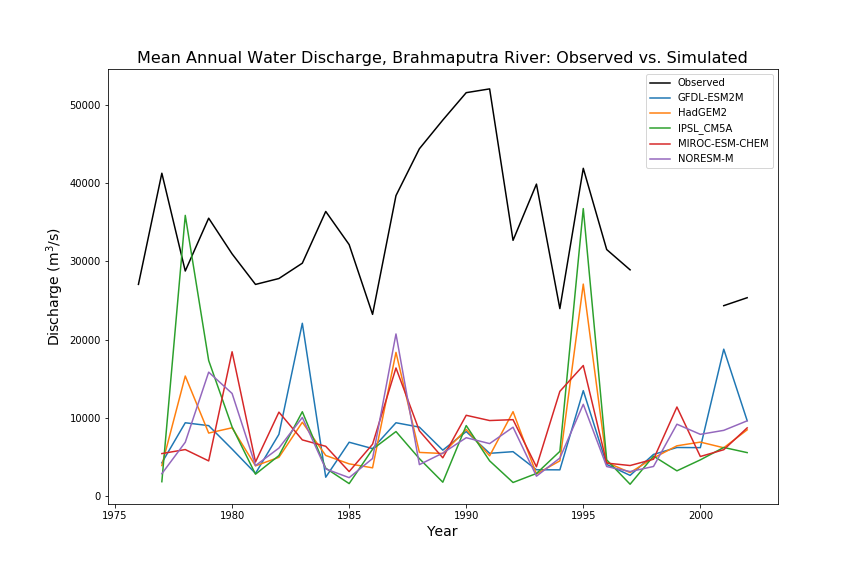 Mean Annual Water Discharge, Brahmaputra River: Observed vs. Simulated
Observed
GFDL-ESM2M
HadGEM2
IPSL_CM5A
MIROC-ESM-CHEM
NORESM-M
50000
40000
30000
20000
10000
0
Discharge (m³/s)
1975
1980
1985
1990
1995
2000
Year